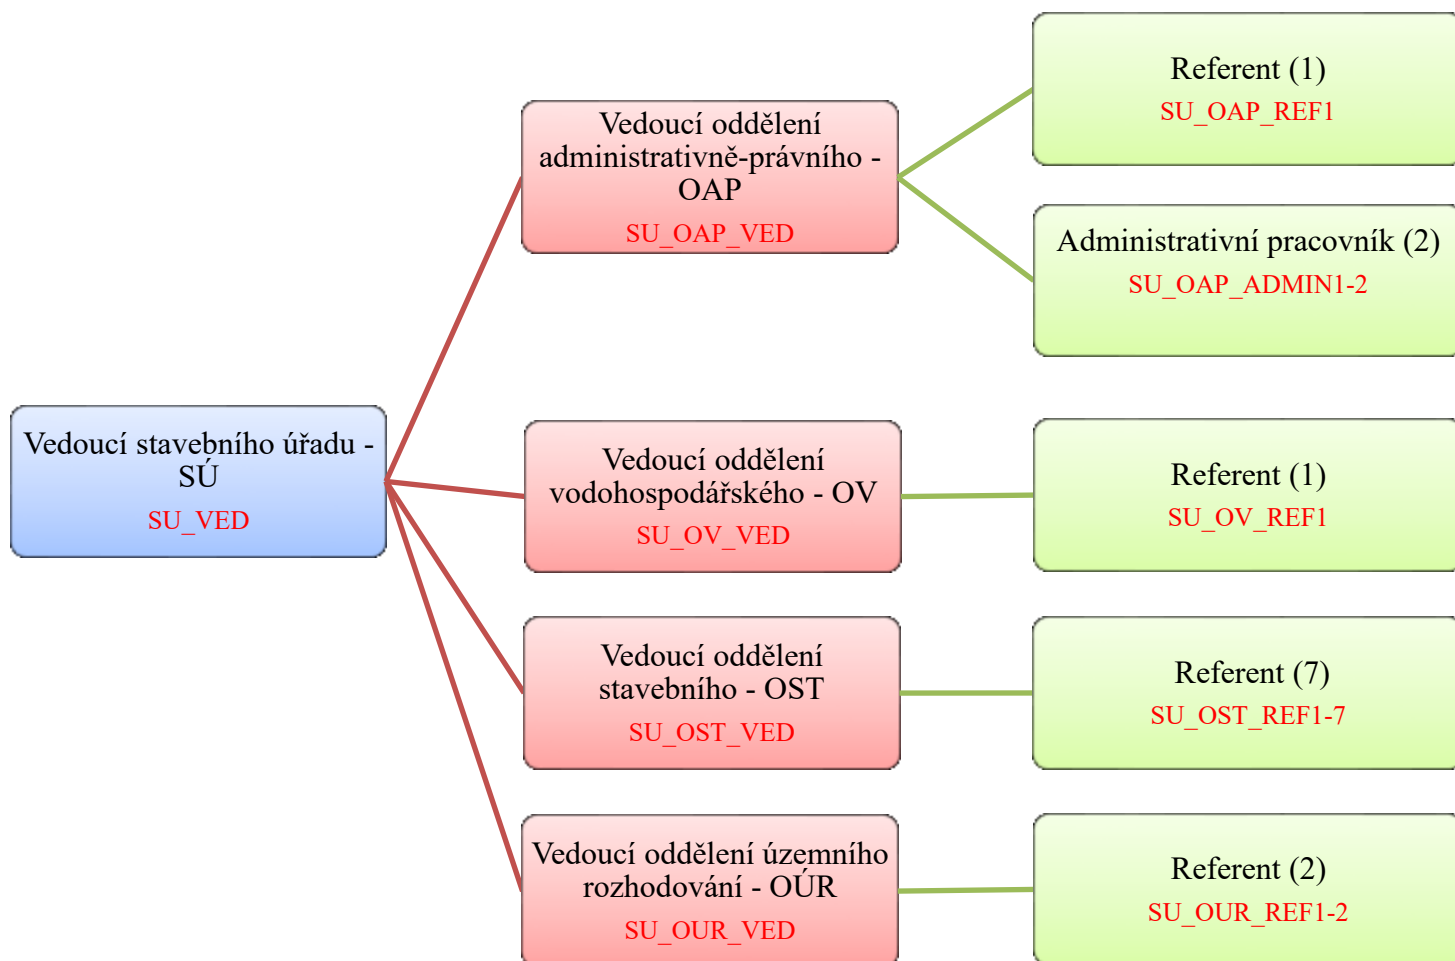 Vedoucí stavebního úřadu -
SÚ
SU_VED
Vedoucí oddělení
administrativně-právního -
OAP
SU_OAP_VED
Referent (1)
SU_OAP_REF1
Administrativní pracovník (2)
SU_OAP_ADMIN1-2
Vedoucí oddělení
vodohospodářského - OV
SU_OV_VED
Referent (1)
SU_OV_REF1
Vedoucí oddělení
stavebního - OST
SU_OST_VED
Referent (7)
SU_OST_REF1-7
Vedoucí oddělení územního
rozhodování - OÚR
SU_OUR_VED
Referent (2)
SU_OUR_REF1-2